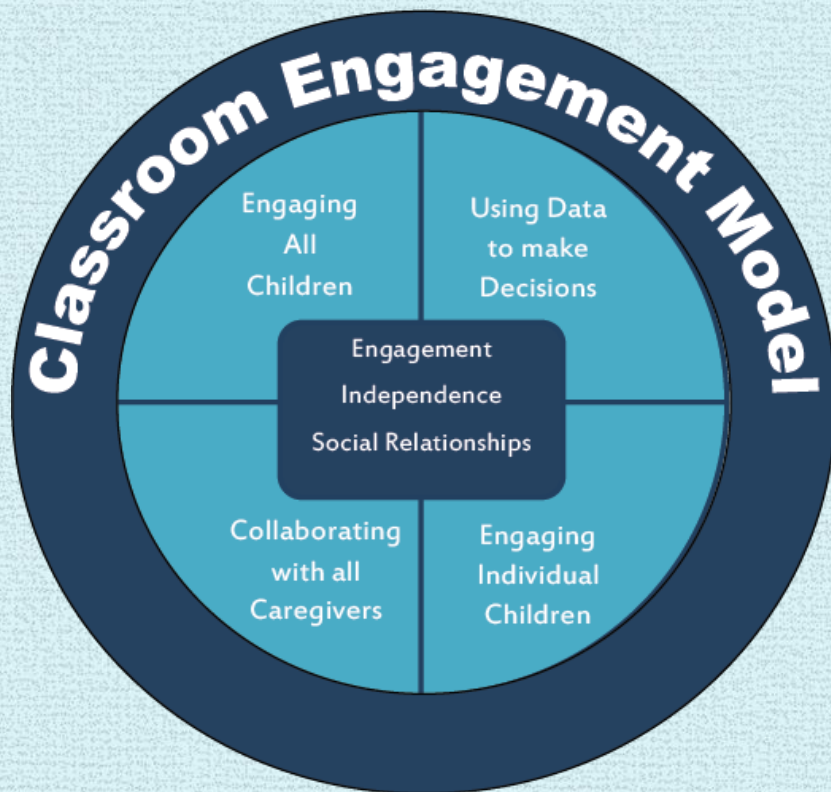 Classroom Engagement Model
Engaging
All
Children
Using Data
to make
Decisions
Engagement
Independence
Social Relationships
Collaborating
with all
Caregivers
Engaging
Individual
Children